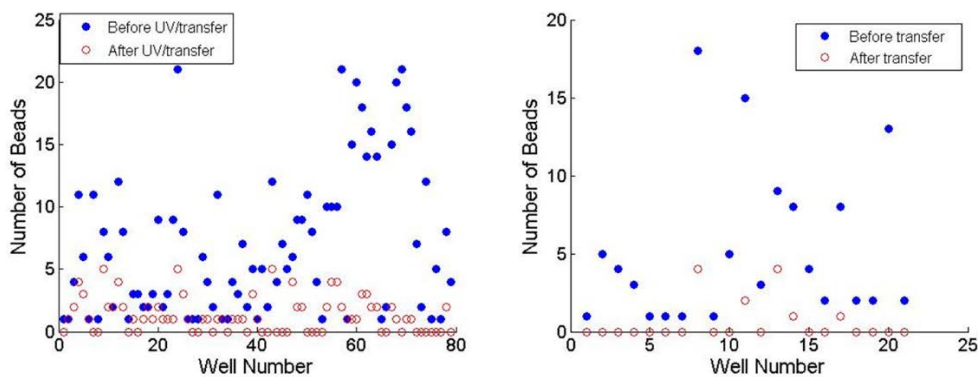 25
20
15
10
5
0
Number of Beads
Before UV/transfer
After UV/transfer
0 20 40 60 80
Well Number
20
15
10
5
0
Number of Beads
Before transfer
After transfer
0 5 10 15 20 25
Well Number